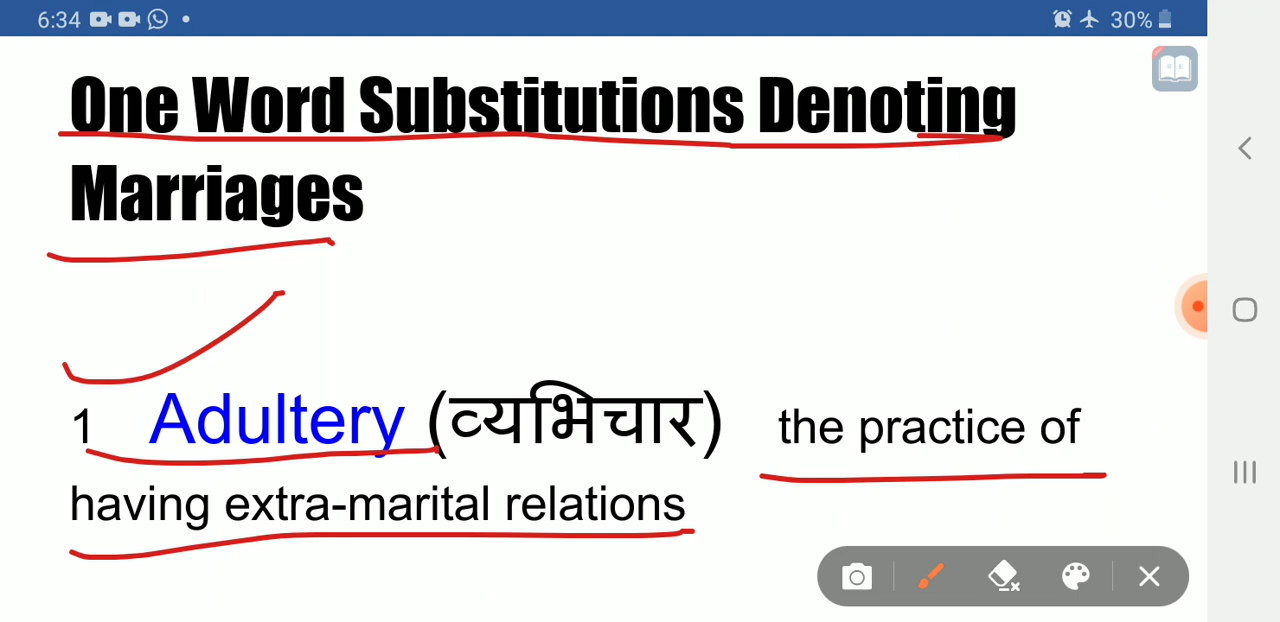 6:34 30%
One Word Substitutions Denoting
Marriages
1 Adultery (व्यभिचार) the practice of
having extra-marital relations